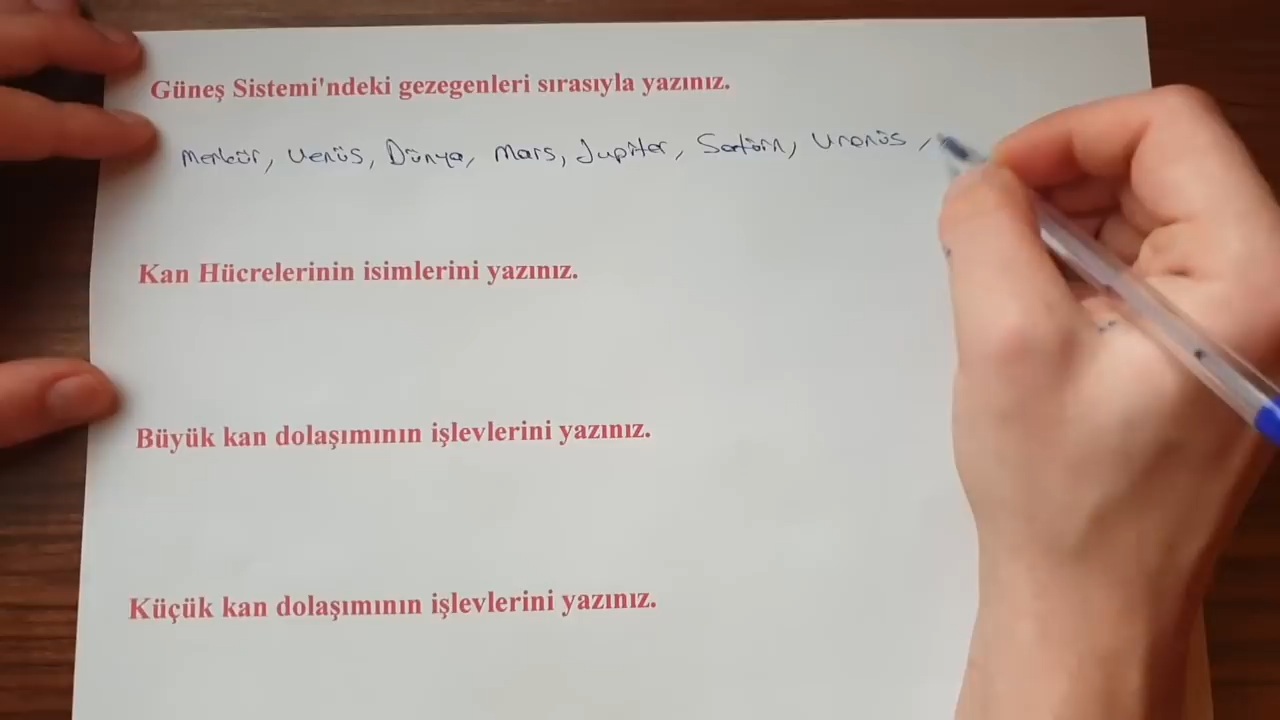 Güneş Sistemi'ndeki gezegenleri sırasıyla yazınız.
Merkür, Venüs, Dünya, Mars, Jupiter, Satürn, Uranüs,
Kan Hücrelerinin isimlerini yazınız.
Büyük kan dolaşımının işlevlerini yazınız.
Küçük kan dolaşımının işlevlerini yazınız.